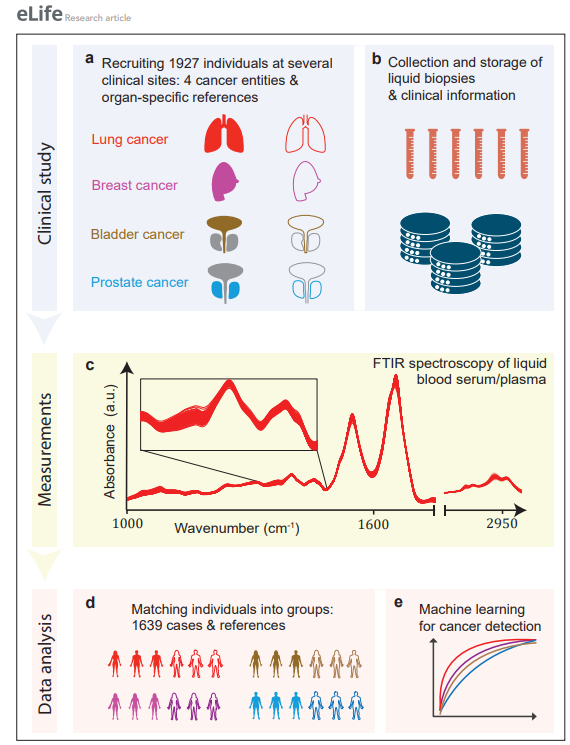 eLife Research article
Clinical study
a Recruiting 1927 individuals at several
clinical sites: 4 cancer entities &
organ-specific references
Lung cancer
Breast cancer
Bladder cancer
Prostate cancer
b Collection and storage of
liquid biopsies
& clinical information
Measurements
c
FTIR spectroscopy of liquid
blood serum/plasma
Absorbance (a.u.)
1000
Wavenumber (cm⁻¹)
1600
2950
Data analysis
d Matching individuals into groups:
1639 cases & references
e Machine learning
for cancer detection